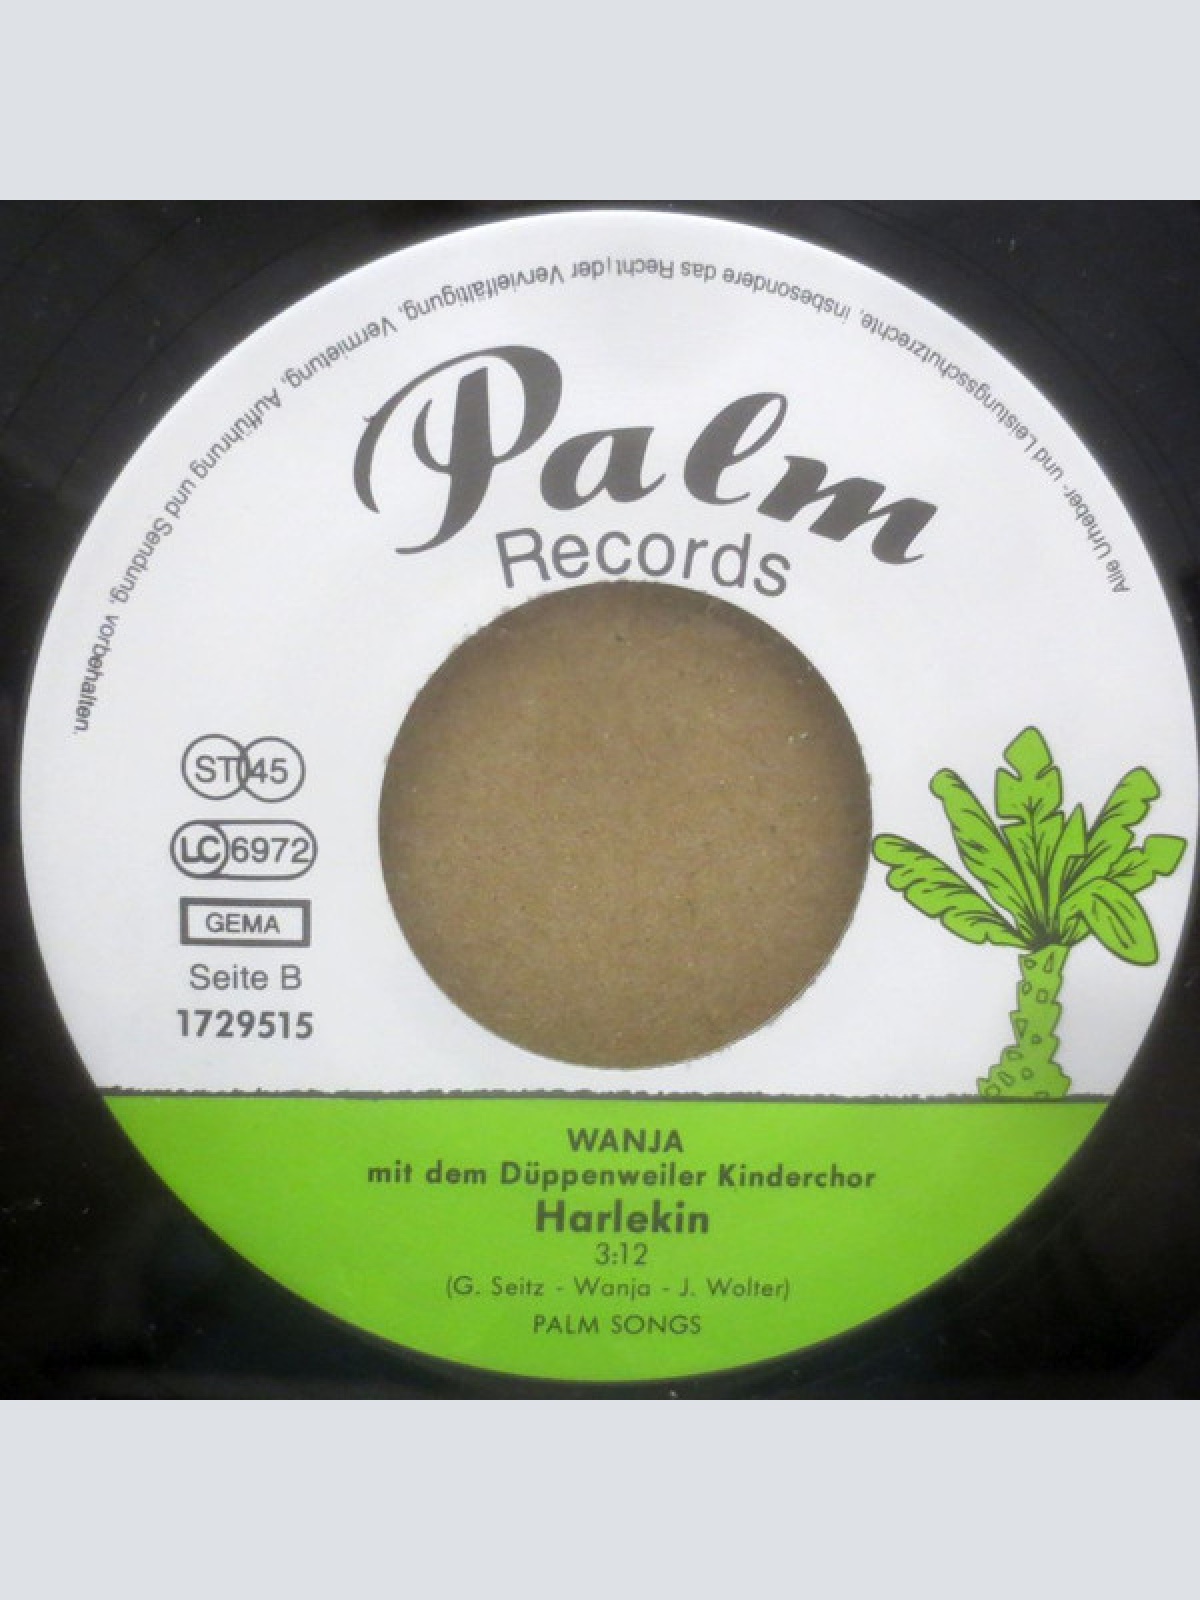 Alle Urheber- und Leistungsschutzrechte, insbesondere das Recht der Vervielfältigung, Vermietung, Aufführung und Sendung, vorbehalten.
Palm
Records
ST 45
LC 6972
GEMA
Seite B
1729515
WANJA
mit dem Düppenweiler Kinderchor
Harlekin
3:12
(G. Seitz - Wanja - J. Wolter)
PALM SONGS